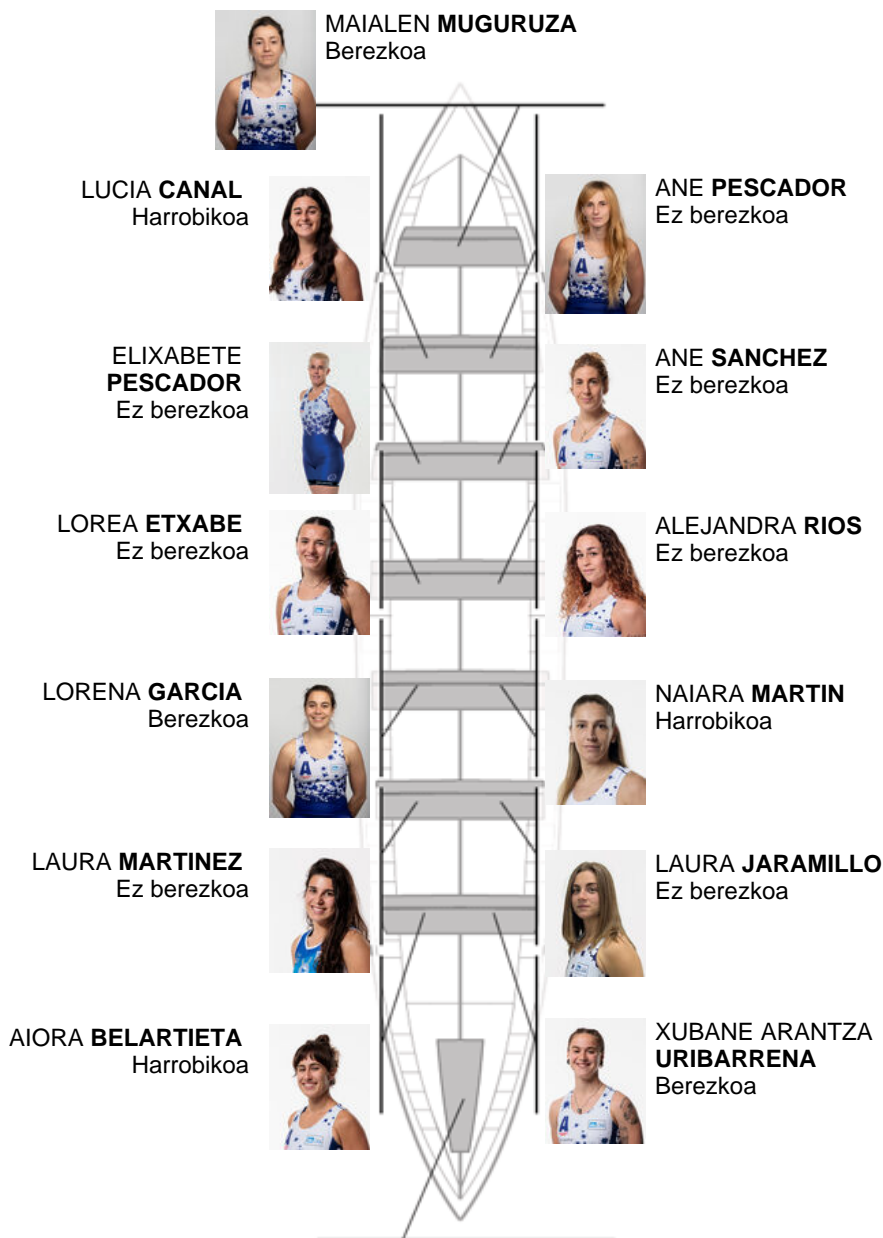 MAIALEN MUGURUZA
Berezkoa
LUCIA CANAL
Harrobikoa
ANE PESCADOR
Ez berezkoa
ELIXABETE
PESCADOR
Ez berezkoa
ANE SANCHEZ
Ez berezkoa
LOREA ETXABE
Ez berezkoa
ALEJANDRA RIOS
Ez berezkoa
LORENA GARCIA
Berezkoa
NAIARA MARTIN
Harrobikoa
LAURA MARTINEZ
Ez berezkoa
LAURA JARAMILLO
Ez berezkoa
AIORA BELARTIETA
Harrobikoa
XUBANE ARANTZA
URIBARRENA
Berezkoa